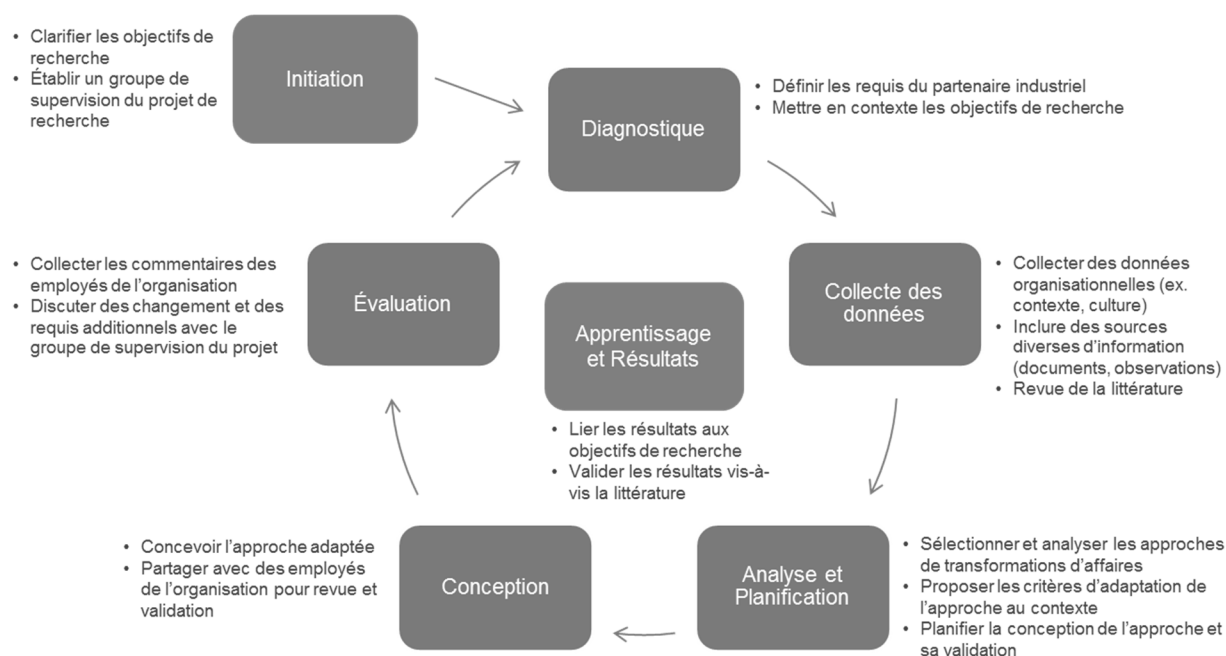 • Clarifier les objectifs de
recherche
• Établir un groupe de
supervision du projet de
recherche
Initiation
Diagnostique
• Définir les requis du partenaire industriel
• Mettre en contexte les objectifs de recherche
• Collecter les commentaires des
employés de l'organisation
• Discuter des changement et des
requis additionnels avec le
groupe de supervision du projet
Évaluation
Apprentissage
et Résultats
• Lier les résultats aux
objectifs de recherche
• Valider les résultats vis-à-
vis la littérature
Collecte des
données
• Collecter des données
organisationnelles (ex.
contexte, culture)
• Inclure des sources
diverses d'information
(documents, observations)
• Revue de la littérature
• Concevoir l'approche adaptée
• Partager avec des employés
de l'organisation pour revue et
validation
Conception
Analyse et
Planification
• Sélectionner et analyser les approches
de transformations d'affaires
• Proposer les critères d'adaptation de
l'approche au contexte
• Planifier la conception de l'approche et
sa validation